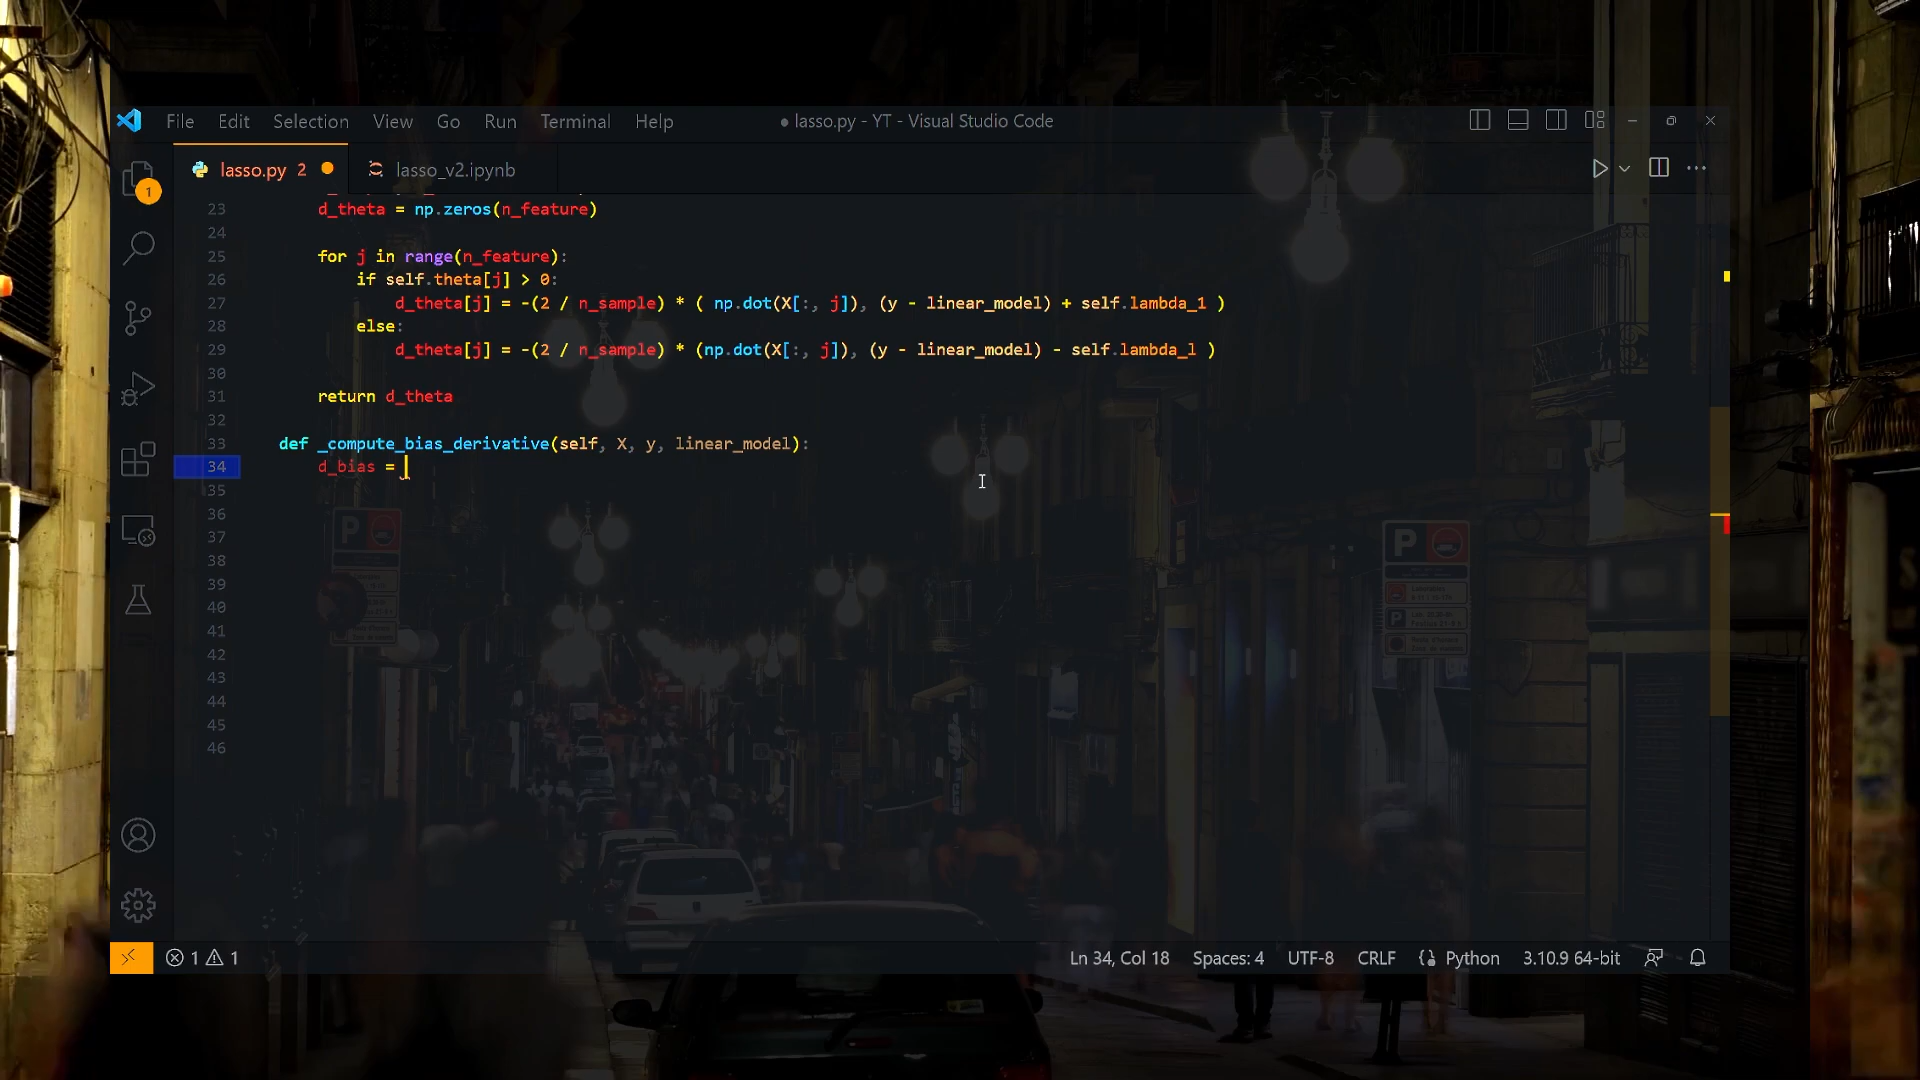 File Edit Selection View Go Run Terminal Help
● lasso.py - YT - Visual Studio Code
lasso.py 2
lasso_v2.ipynb
1
23 d_theta = np.zeros(n_feature)
24
25 for j in range(n_feature):
26 if self.theta[j] > 0:
27 d_theta[j] = -(2 / n_sample) * ( np.dot(X[:, j]), (y - linear_model) + self.lambda_1 )
28 else:
29 d_theta[j] = -(2 / n_sample) * (np.dot(X[:, j]), (y - linear_model) - self.lambda_l )
30
31 return d_theta
32
33 def _compute_bias_derivative(self, X, y, linear_model):
34 d_bias =
35
36
37
38
39
40
41
42
43
44
45
46
P
P
P
1 1 Ln 34, Col 18 Spaces: 4 UTF-8 CRLF Python 3.10.9 64-bit